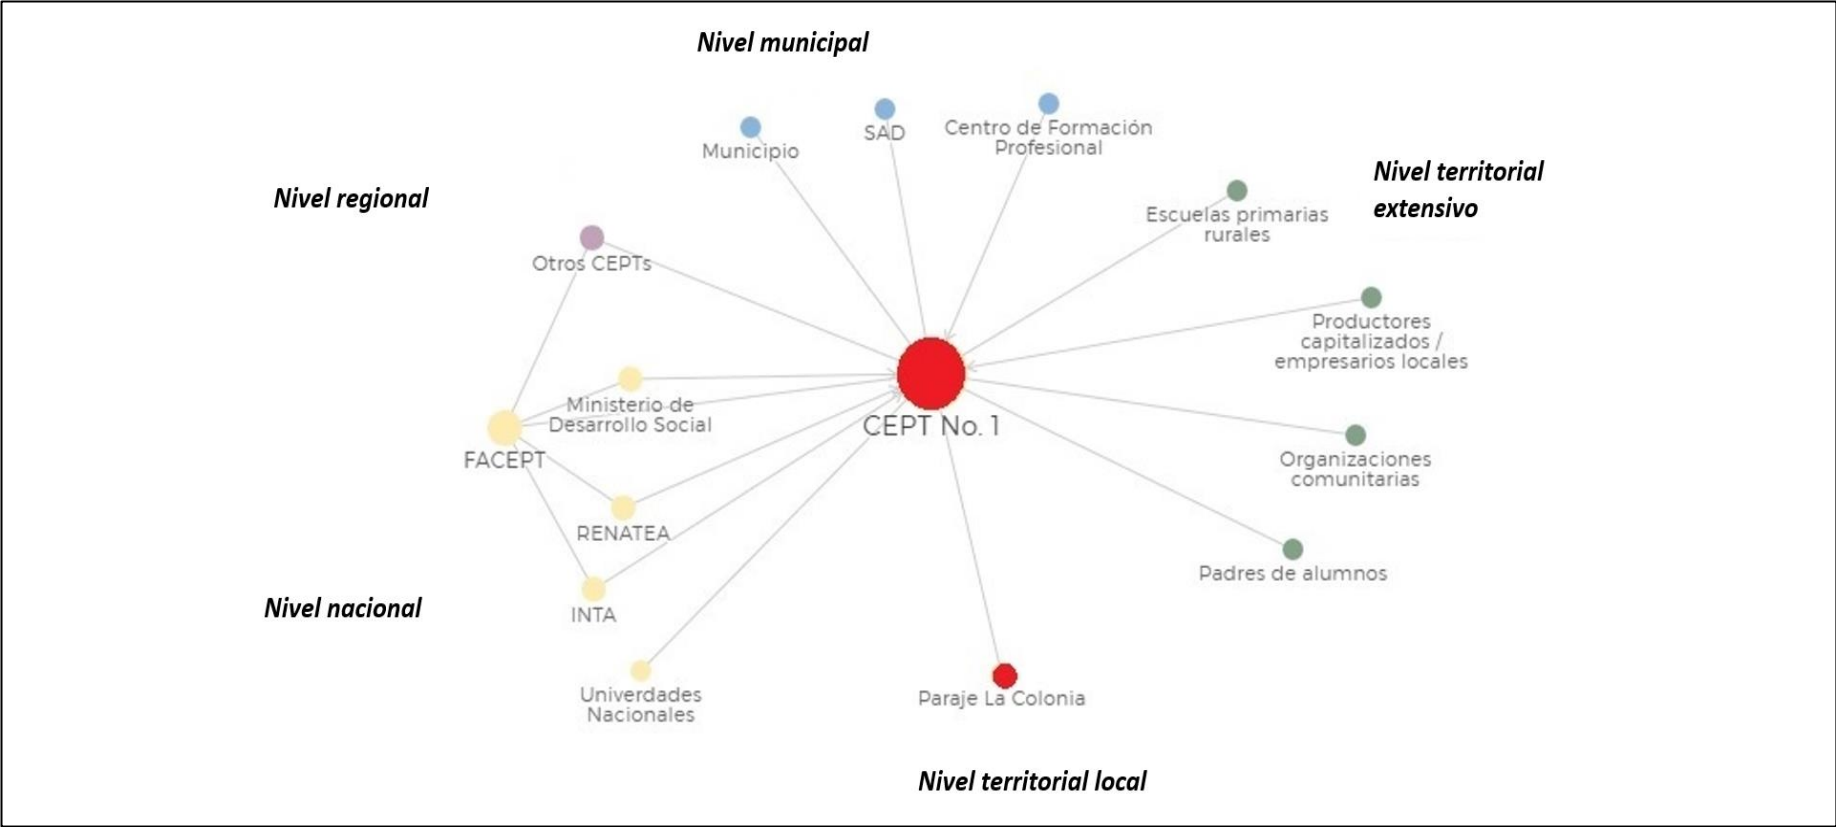 Nivel municipal
Municipio
SAD
Centro de Formación
Profesional
Nivel territorial
extensivo
Nivel regional
Escuelas primarias
rurales
Otros CEPTs
Productores
capitalizados /
empresarios locales
Ministerio de
Desarrollo Social
CEPT No. 1
FACEPT
Organizaciones
comunitarias
RENATEA
Padres de alumnos
Nivel nacional
INTA
Univerdades
Nacionales
Paraje La Colonia
Nivel territorial local